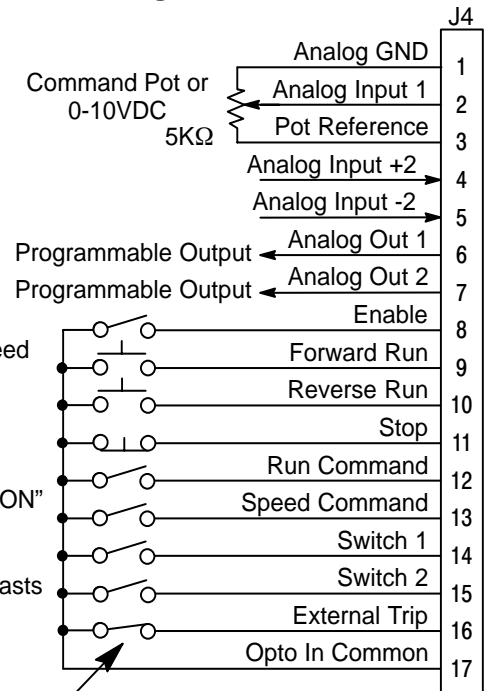 J4
Analog GND 1
Command Pot or
0-10VDC
5KΩ
Analog Input 1 2
Pot Reference 3
Analog Input +2 4
Analog Input -2 5
Programmable Output Analog Out 1 6
Programmable Output Analog Out 2 7
Enable 8
eed
Forward Run 9
Reverse Run 10
Stop 11
Run Command 12
ON"
Speed Command 13
Switch 1 14
asts
Switch 2 15
External Trip 16
Opto In Common 17